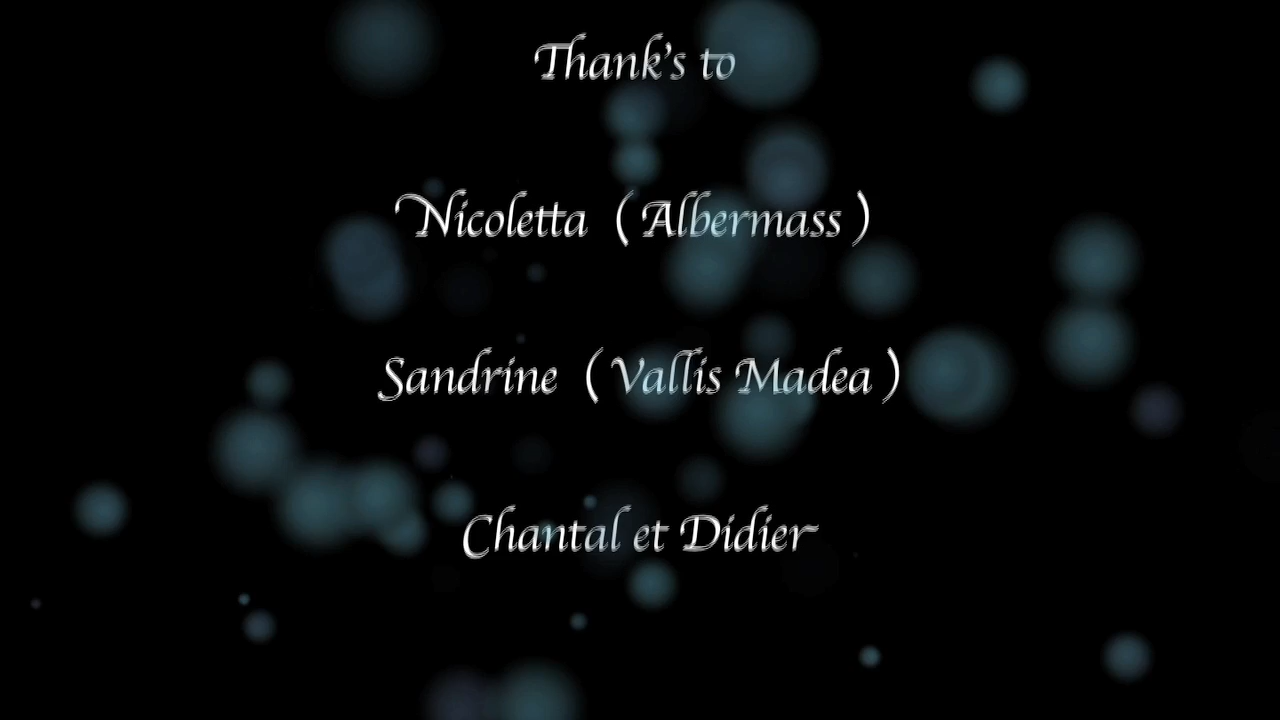 Thank's to
Nicoletta ( Albermass )
Sandrine ( Vallis Madea )
Chantal et Didier